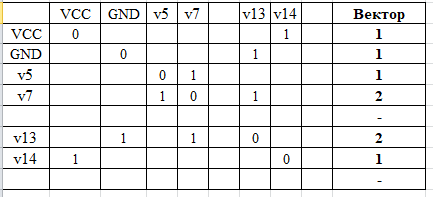 VCC GND v5 v7 v13 v14 Вектор
VCC 0 1 1
GND 0 1 1
v5 0 1 1
v7 1 0 1 2
-
v13 1 1 0 2
v14 1 0 1
-